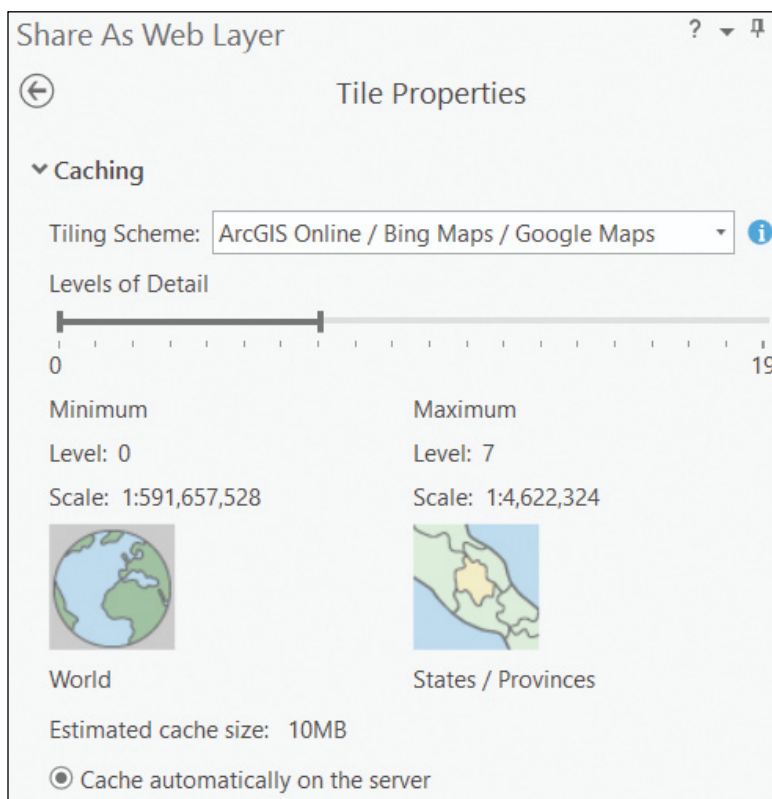 Share As Web Layer ?
Tile Properties
Caching
Tiling Scheme: ArcGIS Online / Bing Maps / Google Maps i
Levels of Detail
0 19
Minimum Maximum
Level: 0 Level: 7
Scale: 1:591,657,528 Scale: 1:4,622,324
World States / Provinces
Estimated cache size: 10MB
Cache automatically on the server